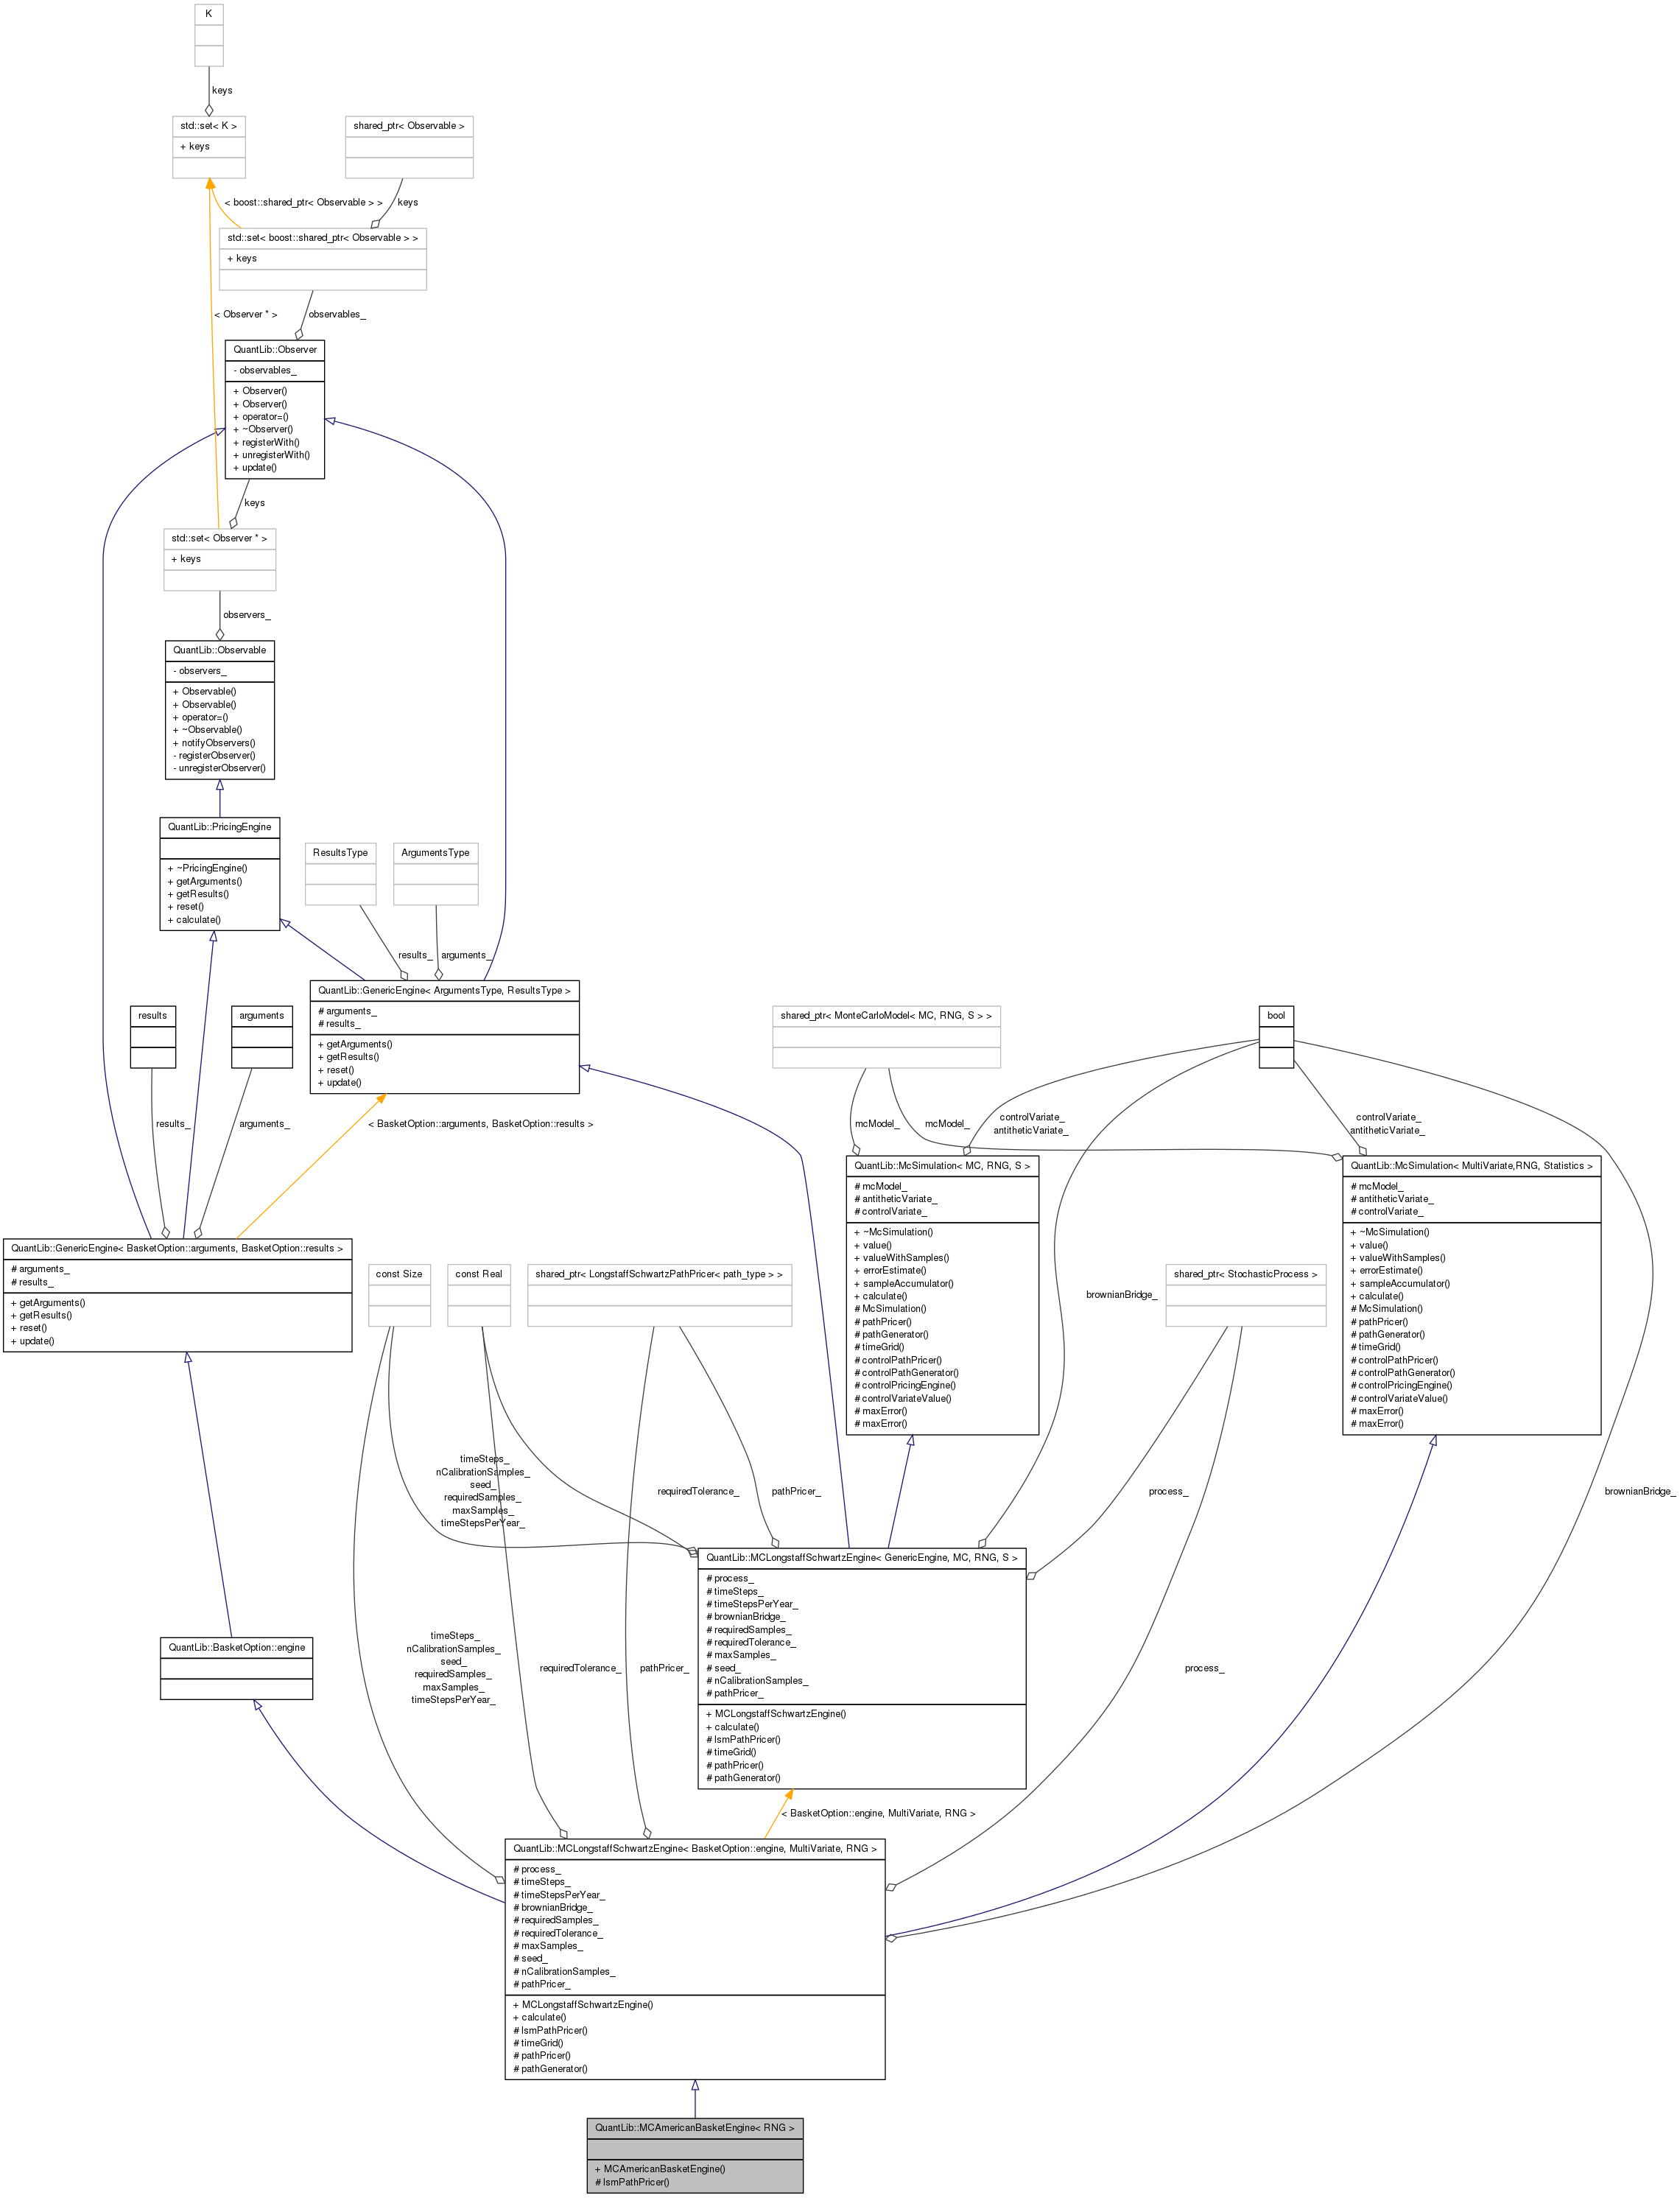 K
keys
std::set< K >
+ keys
shared_ptr< Observable >
< boost::shared_ptr< Observable > >
keys
std::set< boost::shared_ptr< Observable > >
+ keys
< Observer * >
observables_
QuantLib::Observer
- observables_
+ Observer()
+ Observer()
+ operator=()
+ ~Observer()
+ registerWith()
+ unregisterWith()
+ update()
keys
std::set< Observer * >
+ keys
observers_
QuantLib::Observable
- observers_
+ Observable()
+ Observable()
+ operator=()
+ ~Observable()
+ notifyObservers()
- registerObserver()
- unregisterObserver()
QuantLib::PricingEngine
+ ~PricingEngine()
+ getArguments()
+ getResults()
+ reset()
+ calculate()
ResultsType
ArgumentsType
results_
arguments_
QuantLib::GenericEngine< ArgumentsType, ResultsType >
# arguments_
# results_
+ getArguments()
+ getResults()
+ reset()
+ update()
results
arguments
shared_ptr< MonteCarloModel< MC, RNG, S > >
bool
results_
arguments_
< BasketOption::arguments, BasketOption::results >
mcModel_
mcModel_
controlVariate_
antitheticVariate_
controlVariate_
antitheticVariate_
QuantLib::McSimulation< MC, RNG, S >
# mcModel_
# antitheticVariate_
# controlVariate_
+ ~McSimulation()
+ value()
+ valueWithSamples()
+ errorEstimate()
+ sampleAccumulator()
+ calculate()
# McSimulation()
# pathPricer()
# pathGenerator()
# timeGrid()
# controlPathPricer()
# controlPathGenerator()
# controlPricingEngine()
# controlVariateValue()
# maxError()
# maxError()
QuantLib::McSimulation< MultiVariate,RNG, Statistics >
# mcModel_
# antitheticVariate_
# controlVariate_
+ ~McSimulation()
+ value()
+ valueWithSamples()
+ errorEstimate()
+ sampleAccumulator()
+ calculate()
# McSimulation()
# pathPricer()
# pathGenerator()
# timeGrid()
# controlPathPricer()
# controlPathGenerator()
# controlPricingEngine()
# controlVariateValue()
# maxError()
# maxError()
QuantLib::GenericEngine< BasketOption::arguments, BasketOption::results >
# arguments_
# results_
+ getArguments()
+ getResults()
+ reset()
+ update()
const Size
const Real
shared_ptr< LongstaffSchwartzPathPricer< path_type > >
brownianBridge_
shared_ptr< StochasticProcess >
timeSteps_
nCalibrationSamples_
seed_
requiredSamples_
maxSamples_
timeStepsPerYear_
requiredTolerance_
pathPricer_
process_
brownianBridge_
QuantLib::MCLongstaffSchwartzEngine< GenericEngine, MC, RNG, S >
# process_
# timeSteps_
# timeStepsPerYear_
# brownianBridge_
# requiredSamples_
# requiredTolerance_
# maxSamples_
# seed_
# nCalibrationSamples_
# pathPricer_
+ MCLongstaffSchwartzEngine()
+ calculate()
# lsmPathPricer()
# timeGrid()
# pathPricer()
# pathGenerator()
QuantLib::BasketOption::engine
timeSteps_
nCalibrationSamples_
seed_
requiredSamples_
maxSamples_
timeStepsPerYear_
requiredTolerance_
pathPricer_
process_
< BasketOption::engine, MultiVariate, RNG >
QuantLib::MCLongstaffSchwartzEngine< BasketOption::engine, MultiVariate, RNG >
# process_
# timeSteps_
# timeStepsPerYear_
# brownianBridge_
# requiredSamples_
# requiredTolerance_
# maxSamples_
# seed_
# nCalibrationSamples_
# pathPricer_
+ MCLongstaffSchwartzEngine()
+ calculate()
# lsmPathPricer()
# timeGrid()
# pathPricer()
# pathGenerator()
QuantLib::MCAmericanBasketEngine< RNG >
+ MCAmericanBasketEngine()
# lsmPathPricer()